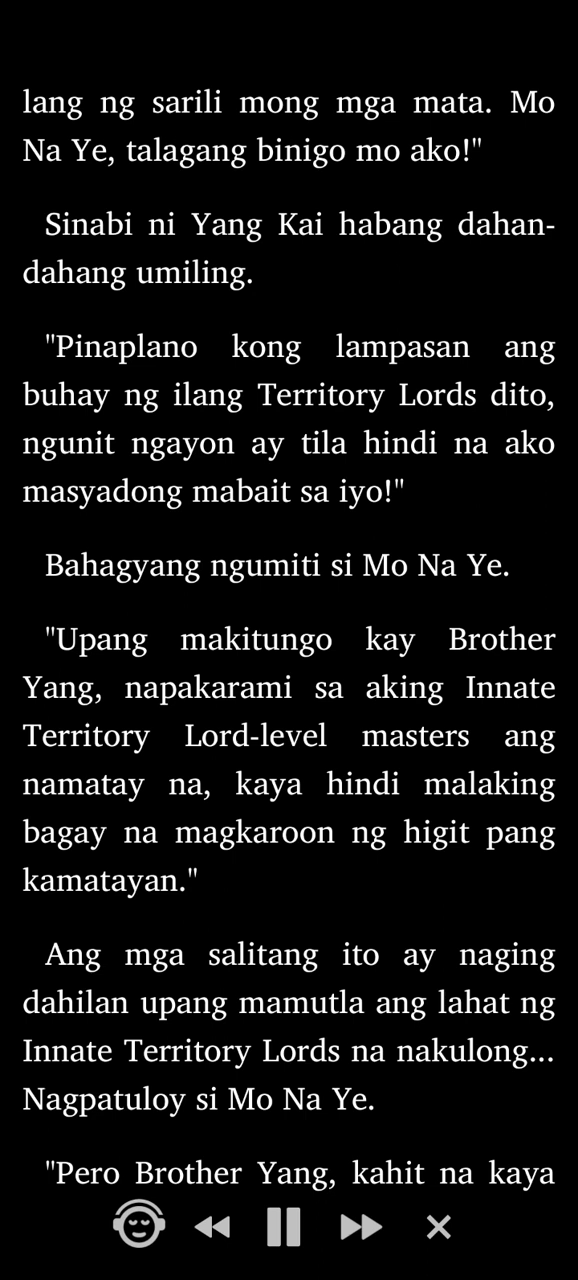 lang ng sarili mong mga mata. Mo
Na Ye, talagang binigo mo ako!"
Sinabi ni Yang Kai habang dahan-
dahang umiling.
"Pinaplano kong lampasan ang
buhay ng ilang Territory Lords dito,
ngunit ngayon ay tila hindi na ako
masyadong mabait sa iyo!"
Bahagyang ngumiti si Mo Na Ye.
"Upang makitungo kay Brother
Yang, napakarami sa aking Innate
Territory Lord-level masters ang
namatay na, kaya hindi malaking
bagay na magkaroon ng higit pang
kamatayan."
Ang mga salitang ito ay naging
dahilan upang mamutla ang lahat ng
Innate Territory Lords na nakulong...
Nagpatuloy si Mo Na Ye.
"Pero Brother Yang, kahit na kaya